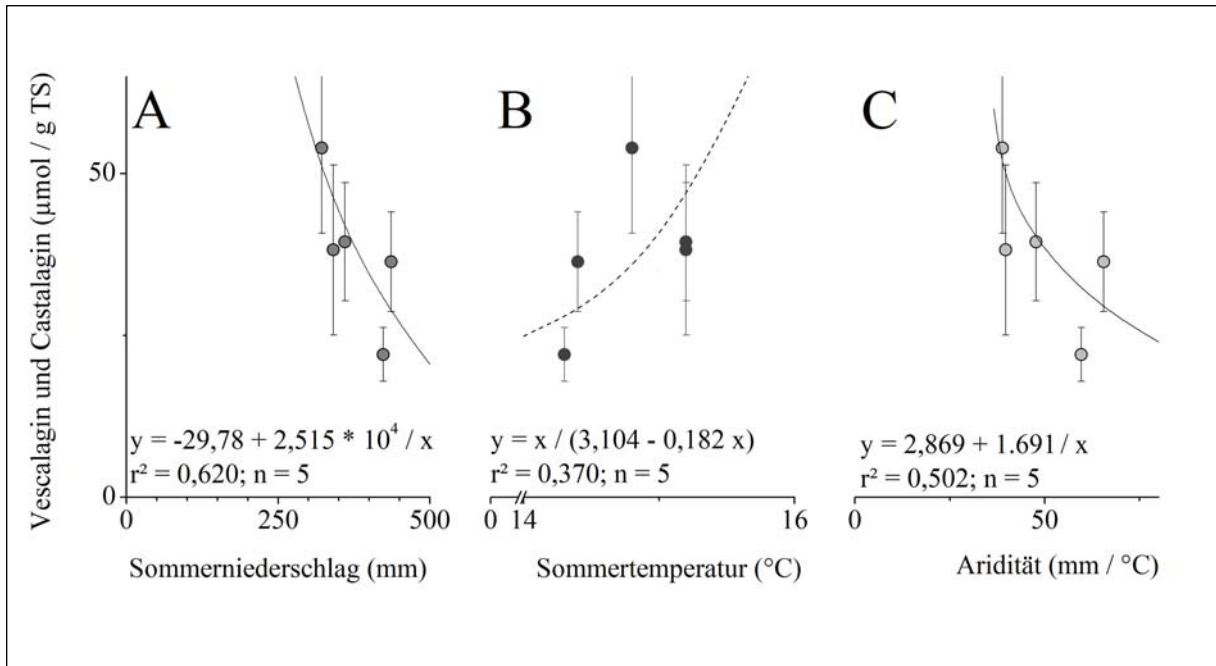 Vescalagin und Castalagin (µmol / g TS)
50
0
A
y = -29,78 + 2,515 * 10⁴ / x
r² = 0,620; n = 5
0 250 500
Sommerniederschlag (mm)
B
y = x / (3,104 - 0,182 x)
r² = 0,370; n = 5
0 14 16
Sommertemperatur (°C)
C
y = 2,869 + 1.691 / x
r² = 0,502; n = 5
0 50
Aridität (mm / °C)